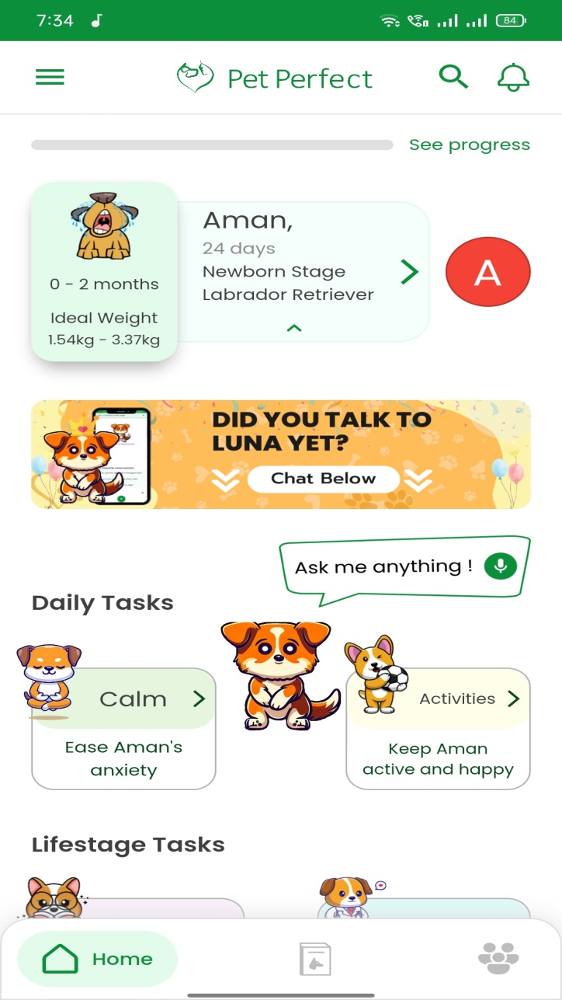 7:34
84
Pet Perfect
See progress
0 - 2 months
Ideal Weight
1.54kg - 3.37kg
Aman,
24 days
Newborn Stage
Labrador Retriever
A
DID YOU TALK TO
LUNA YET?
Chat Below
Ask me anything !
Daily Tasks
Calm
Ease Aman's
anxiety
Activities
Keep Aman
active and happy
Lifestage Tasks
Home